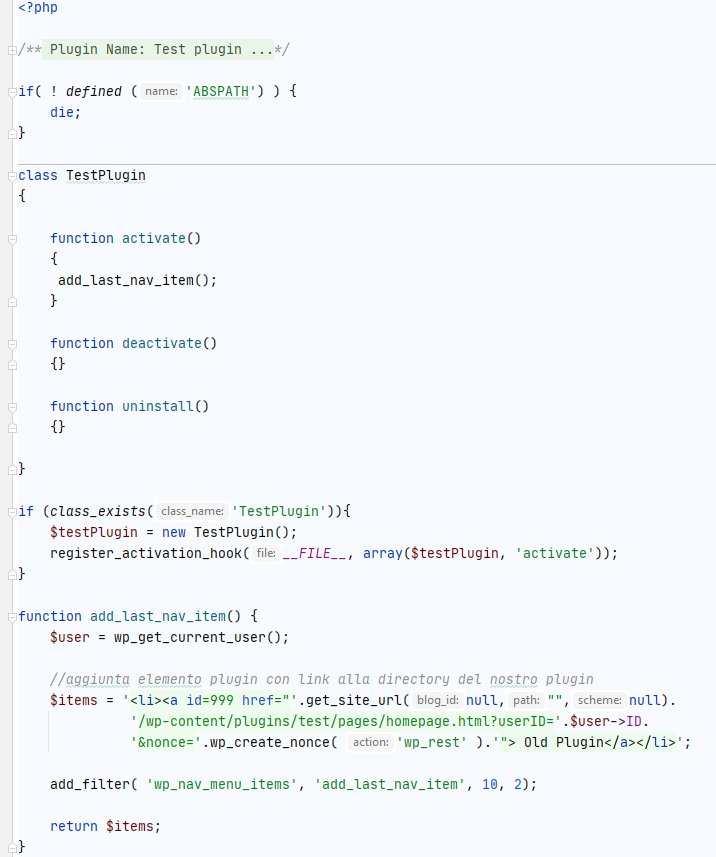 <?php
/** Plugin Name: Test plugin ...*/
if( ! defined ( name: 'ABSPATH') ) {
    die;
}
class TestPlugin
{
    function activate()
    {
     add_last_nav_item();
    }
    function deactivate()
    {}
    function uninstall()
    {}
}
if (class_exists( class_name: 'TestPlugin')){
    $testPlugin = new TestPlugin();
    register_activation_hook( file: __FILE__, array($testPlugin, 'activate'));
}
function add_last_nav_item() {
    $user = wp_get_current_user();
    //aggiunta elemento plugin con link alla directory del nostro plugin
    $items = '<li><a id=999 href="'.get_site_url( blog_id: null, path: "", scheme: null).
              '/wp-content/plugins/test/pages/homepage.html?userID='.$user->ID.
              '&nonce='.wp_create_nonce( action: 'wp_rest' ).'"> Old Plugin</a></li>';
    add_filter( 'wp_nav_menu_items', 'add_last_nav_item', 10, 2);
    return $items;
}